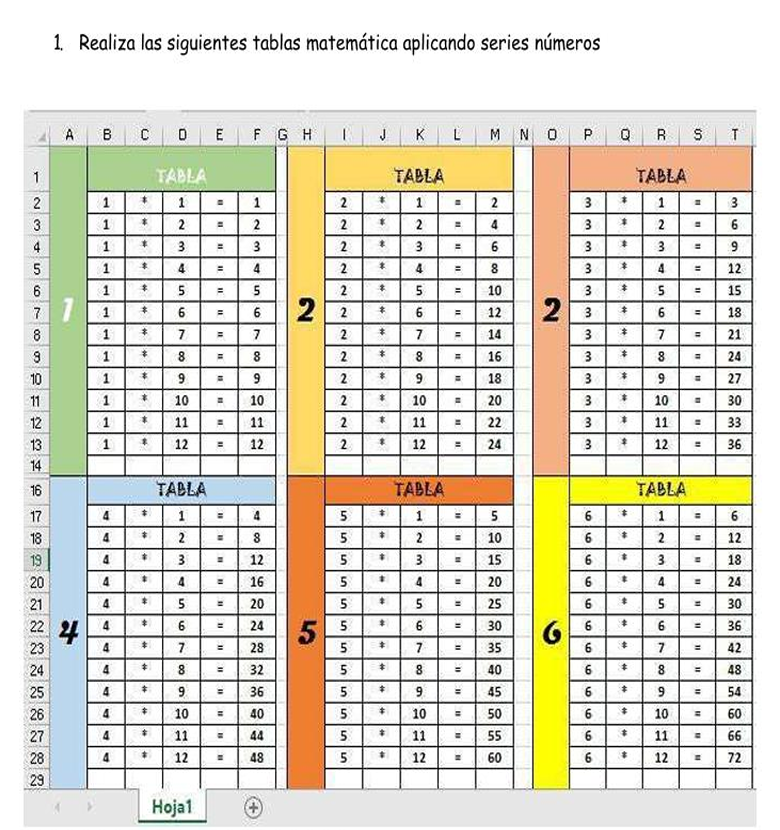 1. Realiza las siguientes tablas matemática aplicando series números
A B C D E F G H I J K L M N O P Q R S T
1 TABLA TABLA TABLA
2 1 * 1 = 1 2 * 1 = 2 3 * 1 = 3
3 1 * 2 = 2 2 * 2 = 4 3 * 2 = 6
4 1 * 3 = 3 2 * 3 = 6 3 * 3 = 9
5 1 * 4 = 4 2 * 4 = 8 3 * 4 = 12
6 1 * 5 = 5 2 * 5 = 10 3 * 5 = 15
7 1 1 * 6 = 6 2 2 * 6 = 12 2 3 * 6 = 18
8 1 * 7 = 7 2 * 7 = 14 3 * 7 = 21
9 1 * 8 = 8 2 * 8 = 16 3 * 8 = 24
10 1 * 9 = 9 2 * 9 = 18 3 * 9 = 27
11 1 * 10 = 10 2 * 10 = 20 3 * 10 = 30
12 1 * 11 = 11 2 * 11 = 22 3 * 11 = 33
13 1 * 12 = 12 2 * 12 = 24 3 * 12 = 36
14
16 TABLA TABLA TABLA
17 4 * 1 = 4 5 * 1 = 5 6 * 1 = 6
18 4 * 2 = 8 5 * 2 = 10 6 * 2 = 12
19 4 * 3 = 12 5 * 3 = 15 6 * 3 = 18
20 4 * 4 = 16 5 * 4 = 20 6 * 4 = 24
21 4 * 5 = 20 5 * 5 = 25 6 * 5 = 30
22 4 4 * 6 = 24 5 5 * 6 = 30 6 6 * 6 = 36
23 4 * 7 = 28 5 * 7 = 35 6 * 7 = 42
24 4 * 8 = 32 5 * 8 = 40 6 * 8 = 48
25 4 * 9 = 36 5 * 9 = 45 6 * 9 = 54
26 4 * 10 = 40 5 * 10 = 50 6 * 10 = 60
27 4 * 11 = 44 5 * 11 = 55 6 * 11 = 66
28 4 * 12 = 48 5 * 12 = 60 6 * 12 = 72
29
Hoja1